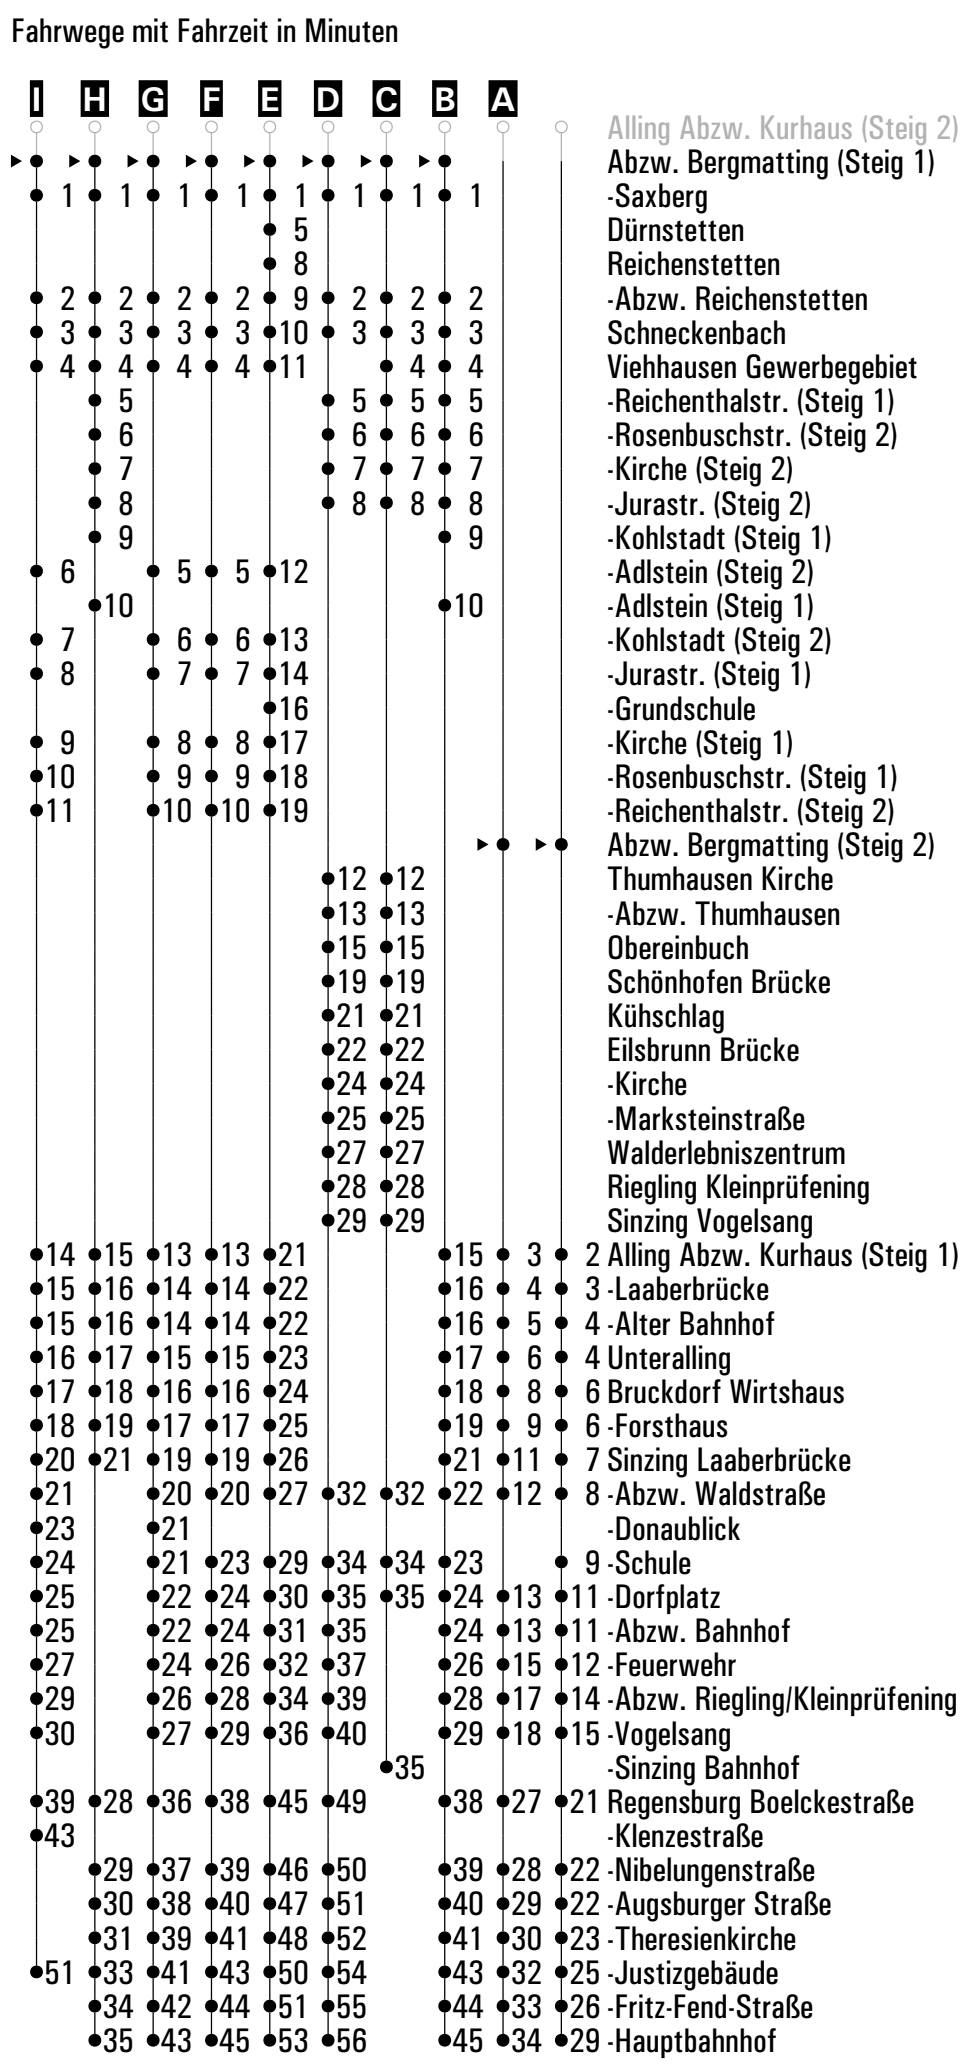 Fahrwege mit Fahrzeit in Minuten
I H G F E D C B A
Alling Abzw. Kurhaus (Steig 2)
Abzw. Bergmatting (Steig 1)
1 1 1 1 1 1 1 1 -Saxberg
5 Dürnstetten
8 Reichenstetten
2 2 2 2 9 2 2 2 -Abzw. Reichenstetten
3 3 3 3 10 3 3 3 Schneckenbach
4 4 4 4 11 4 4 Viehhausen Gewerbegebiet
5 5 5 5 -Reichenthalstr. (Steig 1)
6 6 6 6 -Rosenbuschstr. (Steig 2)
7 7 7 7 -Kirche (Steig 2)
8 8 8 8 -Jurastr. (Steig 2)
9 9 -Kohlstadt (Steig 1)
6 5 5 12 -Adlstein (Steig 2)
10 10 -Adlstein (Steig 1)
7 6 6 13 -Kohlstadt (Steig 2)
8 7 7 14 -Jurastr. (Steig 1)
16 -Grundschule
9 8 8 17 -Kirche (Steig 1)
10 9 9 18 -Rosenbuschstr. (Steig 1)
11 10 10 19 -Reichenthalstr. (Steig 2)
Abzw. Bergmatting (Steig 2)
12 12 Thumhausen Kirche
13 13 -Abzw. Thumhausen
15 15 Obereinbuch
19 19 Schönhofen Brücke
21 21 Kühschlag
22 22 Eilsbrunn Brücke
24 24 -Kirche
25 25 -Marksteinstraße
27 27 Walderlebniszentrum
28 28 Riegling Kleinprüfening
29 29 Sinzing Vogelsang
14 15 13 13 21 15 3 2 Alling Abzw. Kurhaus (Steig 1)
15 16 14 14 22 16 4 3 -Laaberbrücke
15 16 14 14 22 16 5 4 -Alter Bahnhof
16 17 15 15 23 17 6 4 Unteralling
17 18 16 16 24 18 8 6 Bruckdorf Wirtshaus
18 19 17 17 25 19 9 6 -Forsthaus
20 21 19 19 26 21 11 7 Sinzing Laaberbrücke
21 20 20 27 32 32 22 12 8 -Abzw. Waldstraße
23 21 -Donaublick
24 21 23 29 34 34 23 9 -Schule
25 22 24 30 35 35 24 13 11 -Dorfplatz
25 22 24 31 35 24 13 11 -Abzw. Bahnhof
27 24 26 32 37 26 15 12 -Feuerwehr
29 26 28 34 39 28 17 14 -Abzw. Riegling/Kleinprüfening
30 27 29 36 40 29 18 15 -Vogelsang
35 -Sinzing Bahnhof
39 28 36 38 45 49 38 27 21 Regensburg Boelckestraße
43 -Klenzestraße
29 37 39 46 50 39 28 22 -Nibelungenstraße
30 38 40 47 51 40 29 22 -Augsburger Straße
31 39 41 48 52 41 30 23 -Theresienkirche
51 33 41 43 50 54 43 32 25 -Justizgebäude
34 42 44 51 55 44 33 26 -Fritz-Fend-Straße
35 43 45 53 56 45 34 29 -Hauptbahnhof